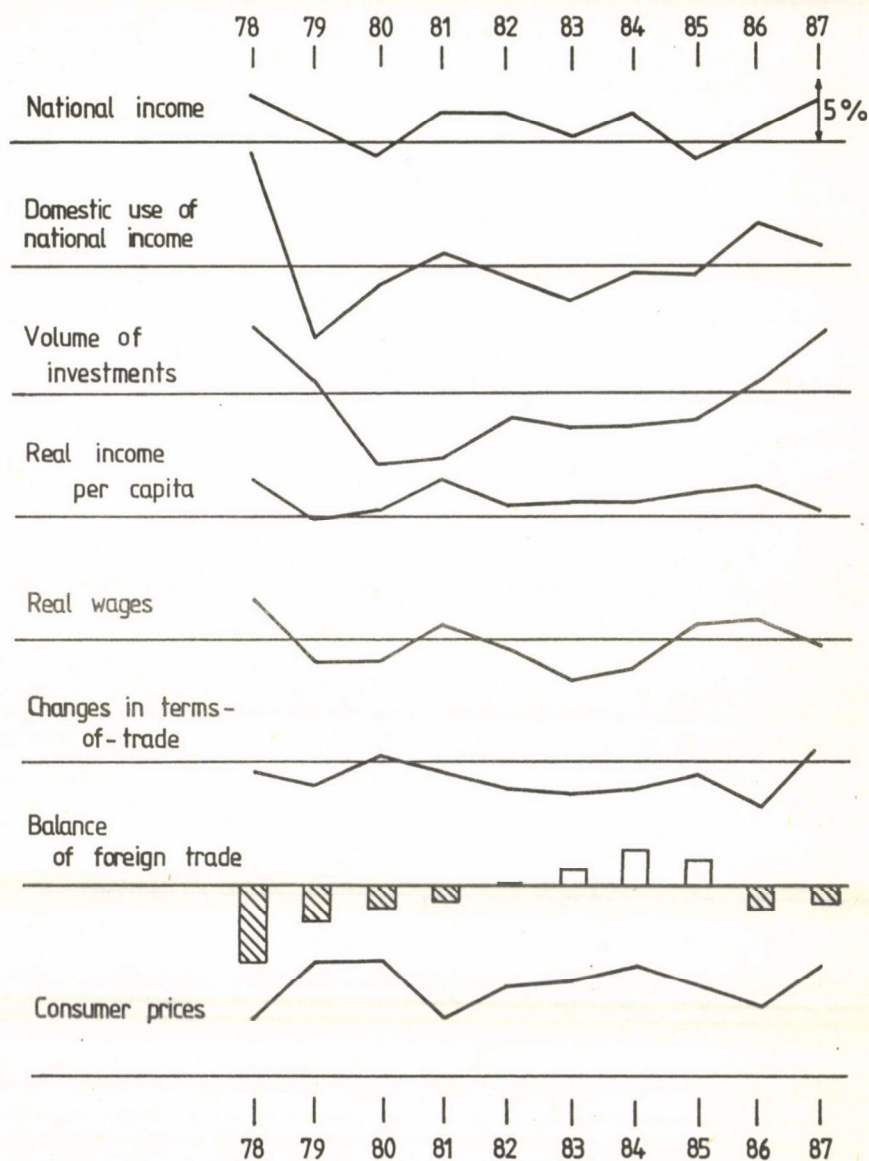 78 79 80 81 82 83 84 85 86 87
National income
5%
Domestic use of
national income
Volume of
investments
Real income
per capita
Real wages
Changes in terms-
of-trade
Balance
of foreign trade
Consumer prices
78 79 80 81 82 83 84 85 86 87